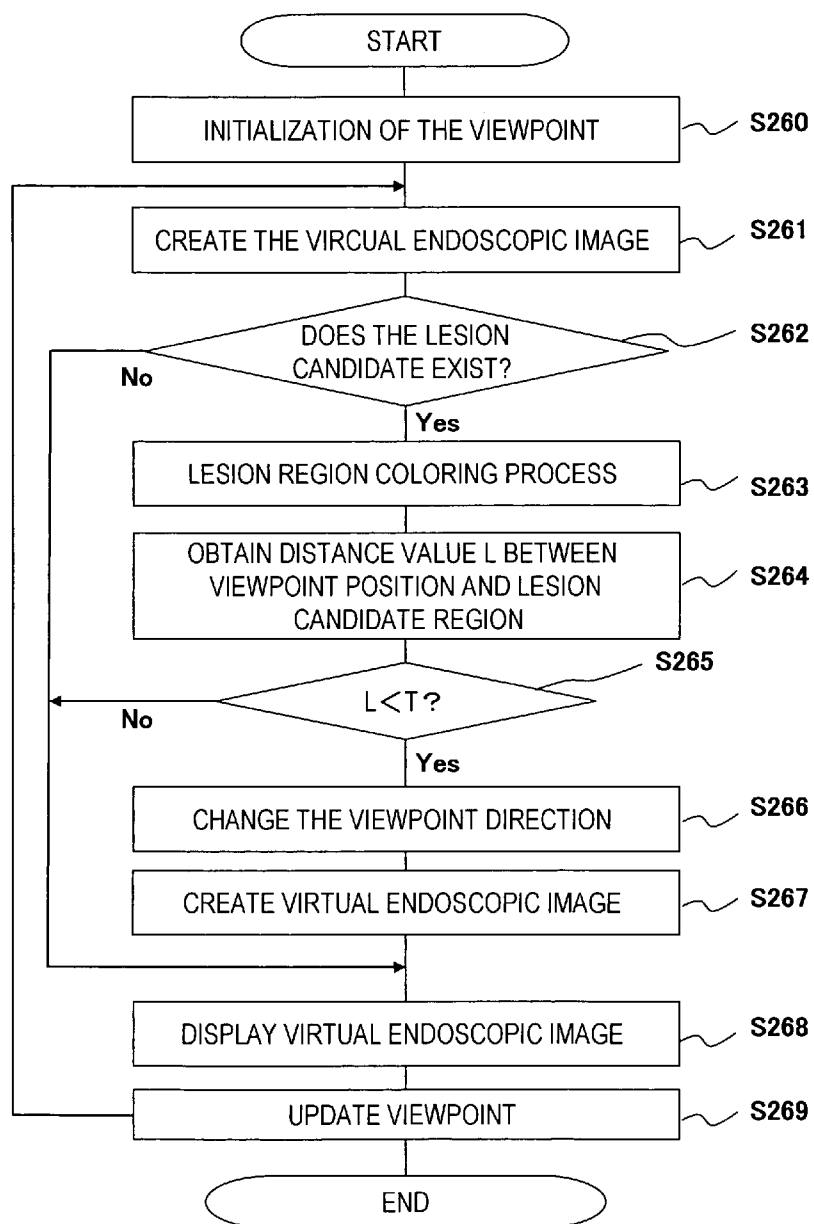 START
INITIALIZATION OF THE VIEWPOINT
S260
CREATE THE VIRCUAL ENDOSCOPIC IMAGE
S261
DOES THE LESION
CANDIDATE EXIST?
S262
No
Yes
LESION REGION COLORING PROCESS
S263
OBTAIN DISTANCE VALUE L BETWEEN
VIEWPOINT POSITION AND LESION
CANDIDATE REGION
S264
S265
L<T?
No
Yes
CHANGE THE VIEWPOINT DIRECTION
S266
CREATE VIRTUAL ENDOSCOPIC IMAGE
S267
DISPLAY VIRTUAL ENDOSCOPIC IMAGE
S268
UPDATE VIEWPOINT
S269
END